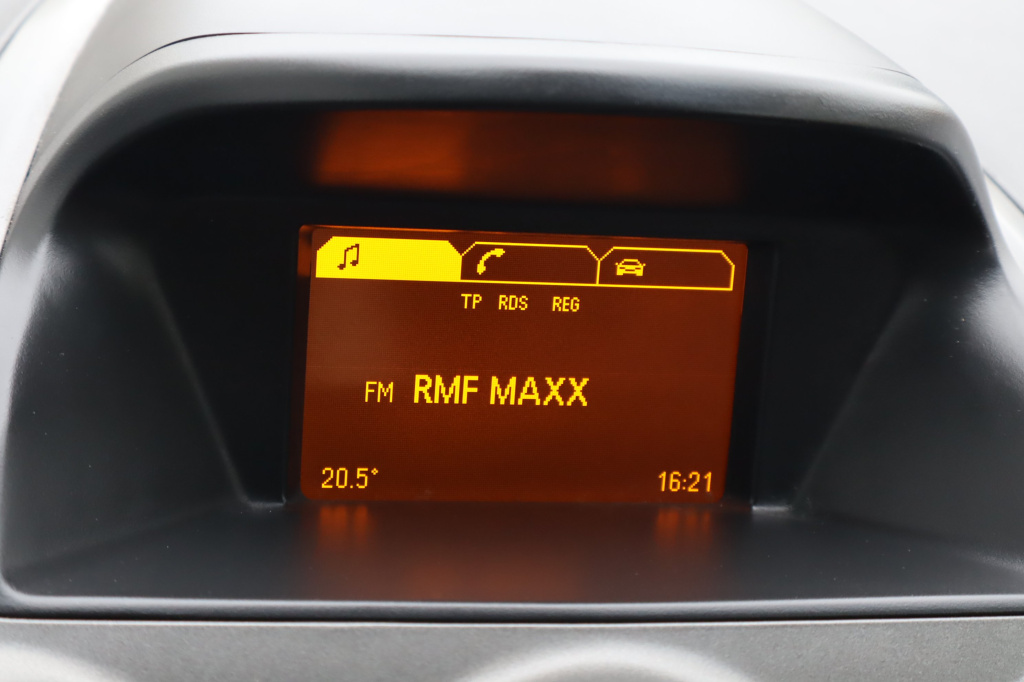 TP RDS REG
FM RMF MAXX
20.5° 16:21